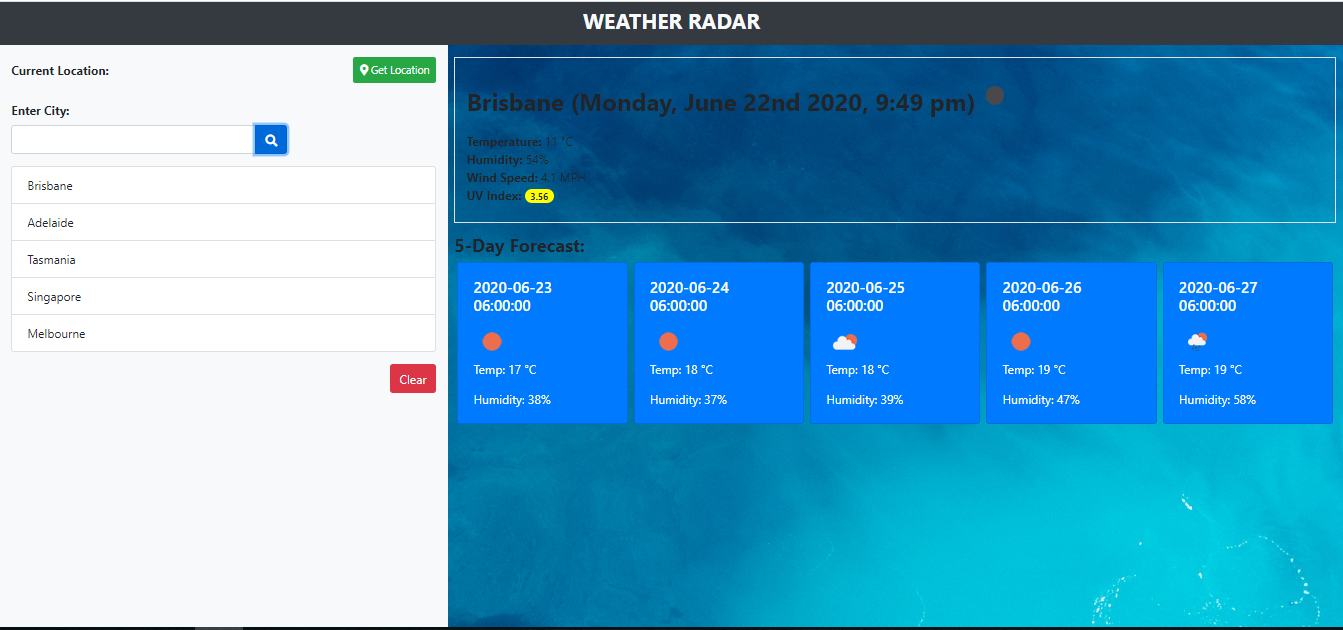 WEATHER RADAR
Current Location:
Get Location
Enter City:
Brisbane
Adelaide
Tasmania
Singapore
Melbourne
Clear
Brisbane (Monday, June 22nd 2020, 9:49 pm)
Temperature: 11 °C
Humidity: 54%
Wind Speed: 4.1 MPH
UV Index: 3.56
5-Day Forecast:
2020-06-23
06:00:00
Temp: 17 °C
Humidity: 38%
2020-06-24
06:00:00
Temp: 18 °C
Humidity: 37%
2020-06-25
06:00:00
Temp: 18 °C
Humidity: 39%
2020-06-26
06:00:00
Temp: 19 °C
Humidity: 47%
2020-06-27
06:00:00
Temp: 19 °C
Humidity: 58%